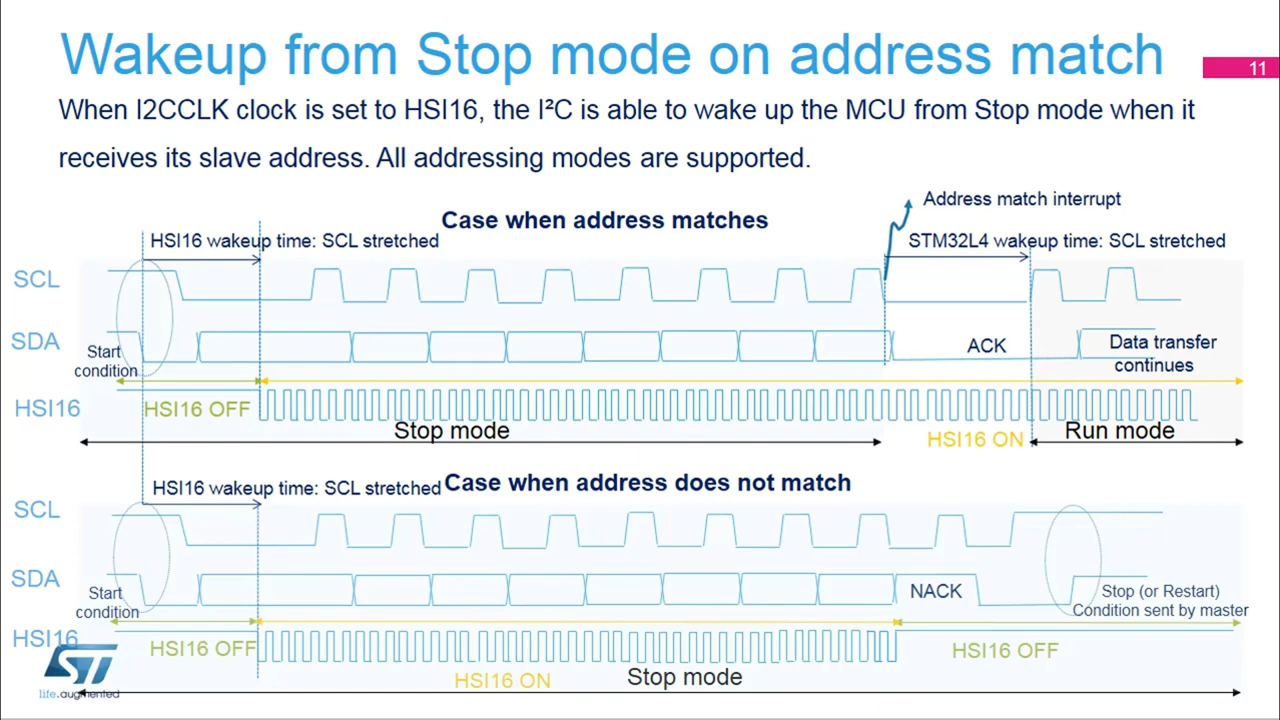 Wakeup from Stop mode on address match
11
When I2CCLK clock is set to HSI16, the I²C is able to wake up the MCU from Stop mode when it
receives its slave address. All addressing modes are supported.
Address match interrupt
Case when address matches
HSI16 wakeup time: SCL stretched
STM32L4 wakeup time: SCL stretched
SCL
SDA
Start
condition
ACK
Data transfer
continues
HSI16
HSI16 OFF
Stop mode
HSI16 ON
Run mode
HSI16 wakeup time: SCL stretched
Case when address does not match
SCL
SDA
Start
condition
NACK
Stop (or Restart)
Condition sent by master
HSI16
HSI16 OFF
HSI16 OFF
Stop mode
HSI16 ON
ST
life.augmented